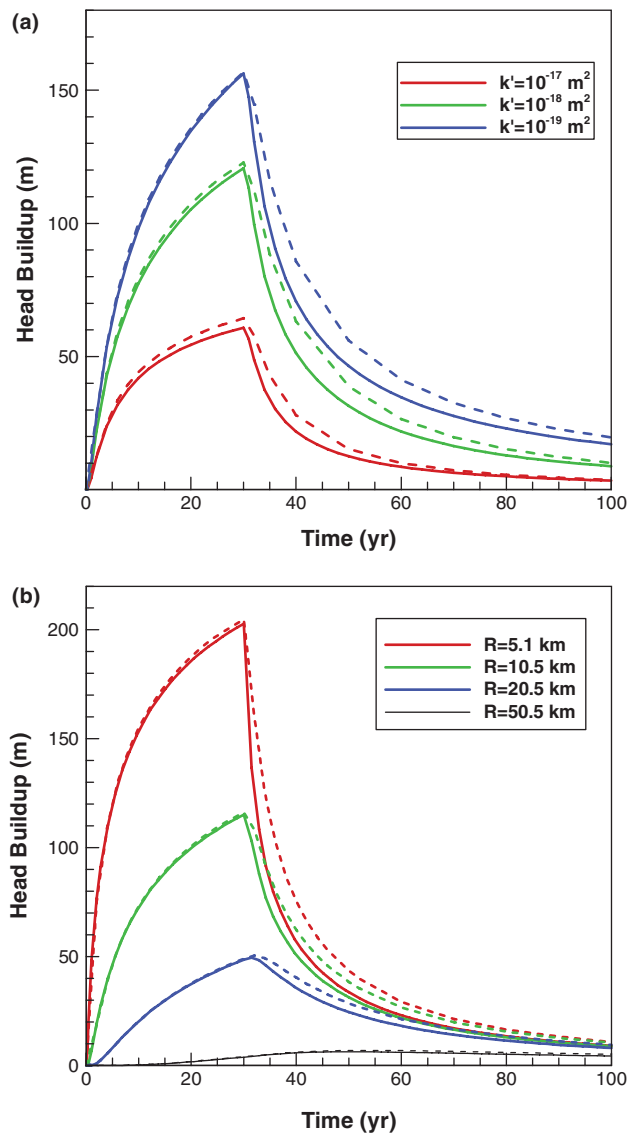 (a)
150
100
50
Head Buildup (m)
k'=10⁻¹⁷ m²
k'=10⁻¹⁸ m²
k'=10⁻¹⁹ m²
0 20 40 60 80 100
Time (yr)
(b)
200
150
100
50
0
Head Buildup (m)
R=5.1 km
R=10.5 km
R=20.5 km
R=50.5 km
0 20 40 60 80 100
Time (yr)